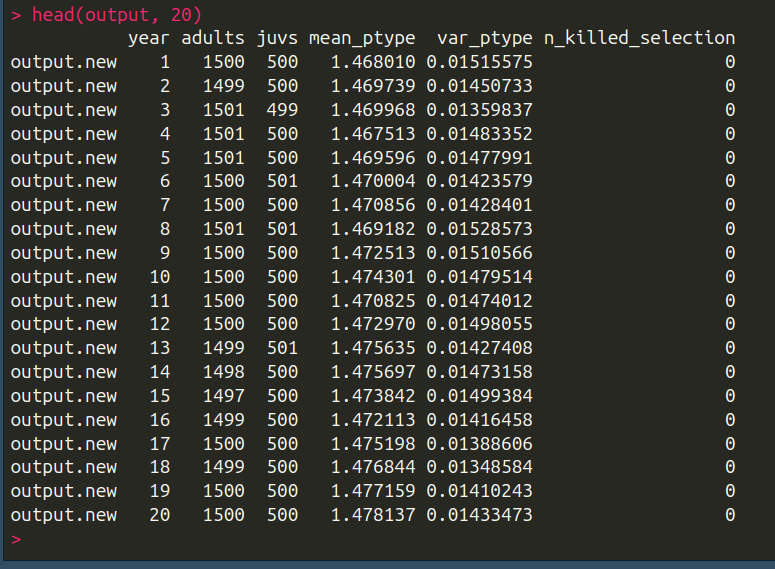 > head(output, 20)
year adults juvs mean_ptype var_ptype n_killed_selection
output.new 1 1500 500 1.468010 0.01515575 0
output.new 2 1499 500 1.469739 0.01450733 0
output.new 3 1501 499 1.469968 0.01359837 0
output.new 4 1501 500 1.467513 0.01483352 0
output.new 5 1501 500 1.469596 0.01477991 0
output.new 6 1500 501 1.470004 0.01423579 0
output.new 7 1500 500 1.470856 0.01428401 0
output.new 8 1501 501 1.469182 0.01528573 0
output.new 9 1500 500 1.472513 0.01510566 0
output.new 10 1500 500 1.474301 0.01479514 0
output.new 11 1500 500 1.470825 0.01474012 0
output.new 12 1500 500 1.472970 0.01498055 0
output.new 13 1499 501 1.475635 0.01427408 0
output.new 14 1498 500 1.475697 0.01473158 0
output.new 15 1497 500 1.473842 0.01499384 0
output.new 16 1499 500 1.472113 0.01416458 0
output.new 17 1500 500 1.475198 0.01388606 0
output.new 18 1499 500 1.476844 0.01348584 0
output.new 19 1500 500 1.477159 0.01410243 0
output.new 20 1500 500 1.478137 0.01433473 0
>